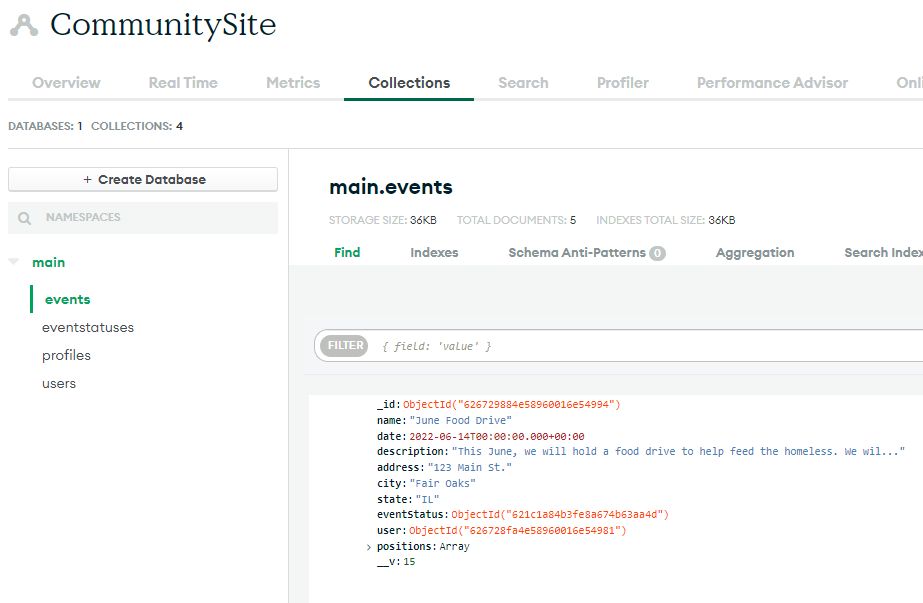 CommunitySite
Overview Real Time Metrics Collections Search Profiler Performance Advisor Onli
DATABASES: 1 COLLECTIONS: 4
+ Create Database
NAMESPACES
main
events
eventstatuses
profiles
users
main.events
STORAGE SIZE: 36KB TOTAL DOCUMENTS: 5 INDEXES TOTAL SIZE: 36KB
Find Indexes Schema Anti-Patterns 0 Aggregation Search Index
FILTER { field: 'value' }
_id: ObjectId("626729884e58960016e54994")
name: "June Food Drive"
date: 2022-06-14T00:00:00.000+00:00
description: "This June, we will hold a food drive to help feed the homeless. We wil..."
address: "123 Main St."
city: "Fair Oaks"
state: "IL"
eventStatus: ObjectId("621c1a84b3fe8a674b63aa4d")
user: ObjectId("626728fa4e58960016e54981")
> positions: Array
__v: 15